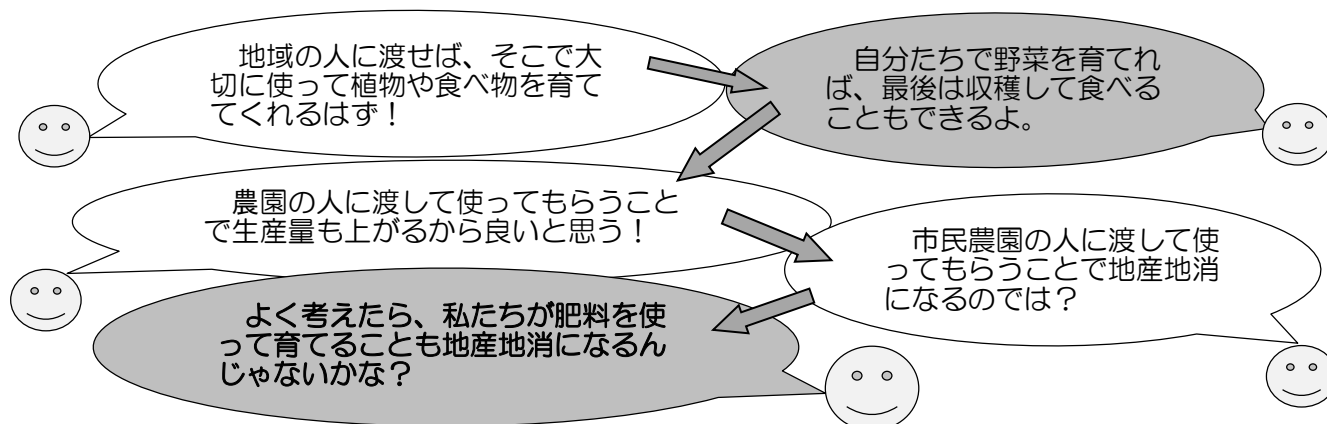 地域の人に渡せば、そこで大
切に使って植物や食べ物を育て
てくれるはず！
自分たちで野菜を育てれ
ば、最後は収穫して食べる
こともできるよ。
農園の人に渡して使ってもらうこと
で生産量も上がるから良いと思う！
市民農園の人に渡して使
ってもらうことで地産地消
になるのでは？
よく考えたら、私たちが肥料を使
って育てることも地産地消になるん
じゃないかな？